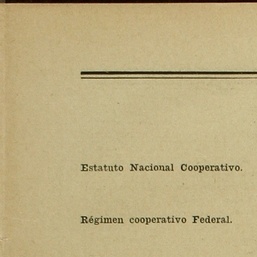 Estatuto Nacional Cooperativo.
Régimen cooperativo Federal.